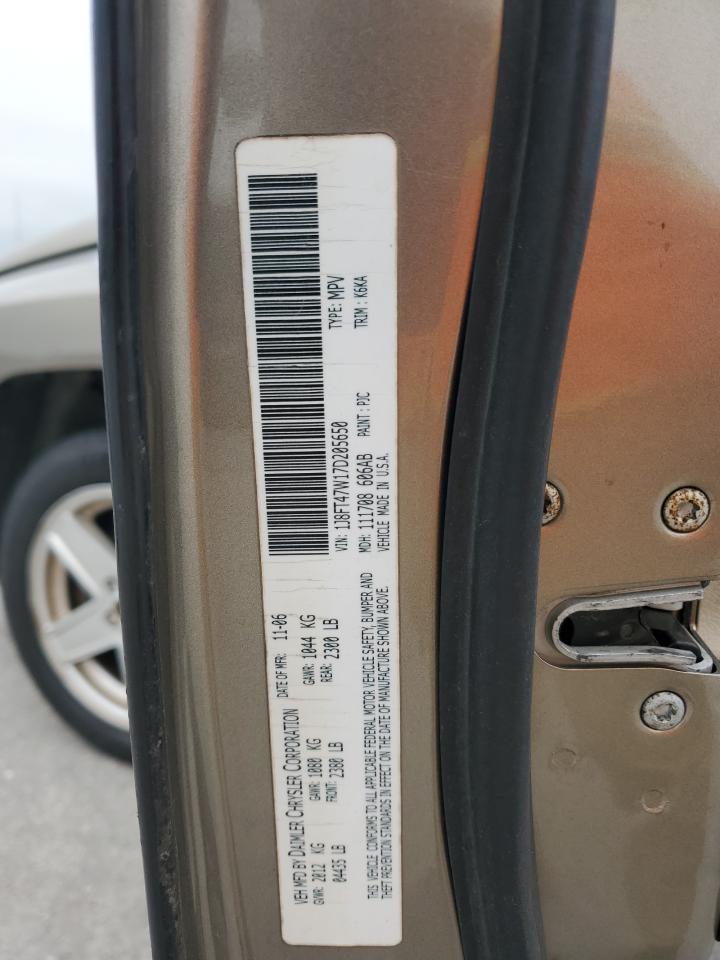 VEH MFD BY DAIMLER CHRYSLER CORPORATION DATE OF MFR: 11-06
GVWR: 2012 KG GAWR: 1080 KG GAWR: 1044 KG
04435 LB FRONT: 2380 LB REAR: 2300 LB
THIS VEHICLE CONFORMS TO ALL APPLICABLE FEDERAL MOTOR VEHICLE SAFETY, BUMPER AND
THEFT PREVENTION STANDARDS IN EFFECT ON THE DATE OF MANUFACTURE SHOWN ABOVE.
VIN: 1J8FT47W17D205650 TYPE: MPV
MDH: 111708 606AB PAINT: PJC TRIM: K6KA
VEHICLE MADE IN U.S.A.